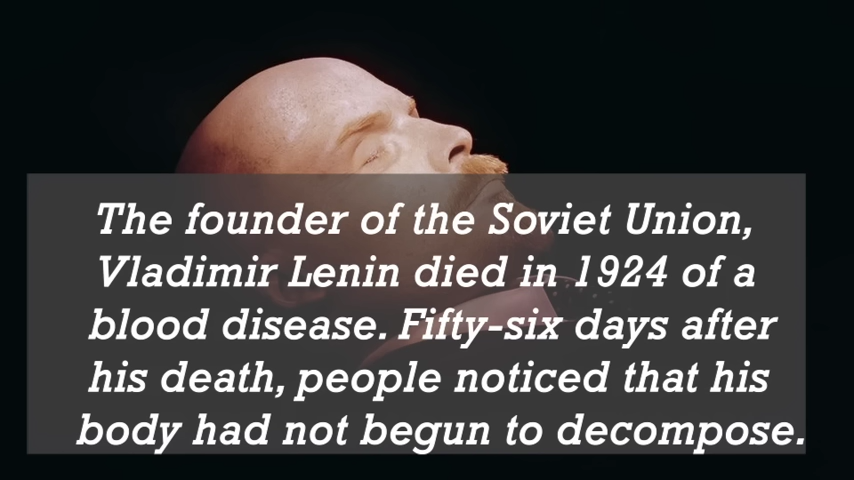 The founder of the Soviet Union,
Vladimir Lenin died in 1924 of a
blood disease. Fifty-six days after
his death, people noticed that his
body had not begun to decompose.